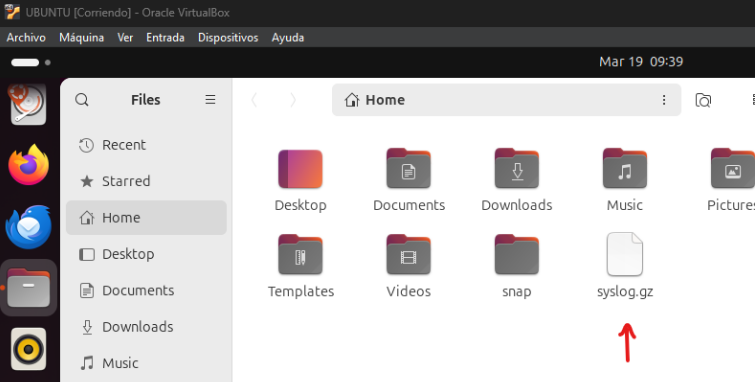 UBUNTU [Corriendo] - Oracle VirtualBox
Archivo Máquina Ver Entrada Dispositivos Ayuda
Mar 19 09:39
Files
Home
Recent
Starred
Home
Desktop
Documents
Downloads
Music
Desktop
Documents
Downloads
Music
Pictures
Templates
Videos
snap
syslog.gz